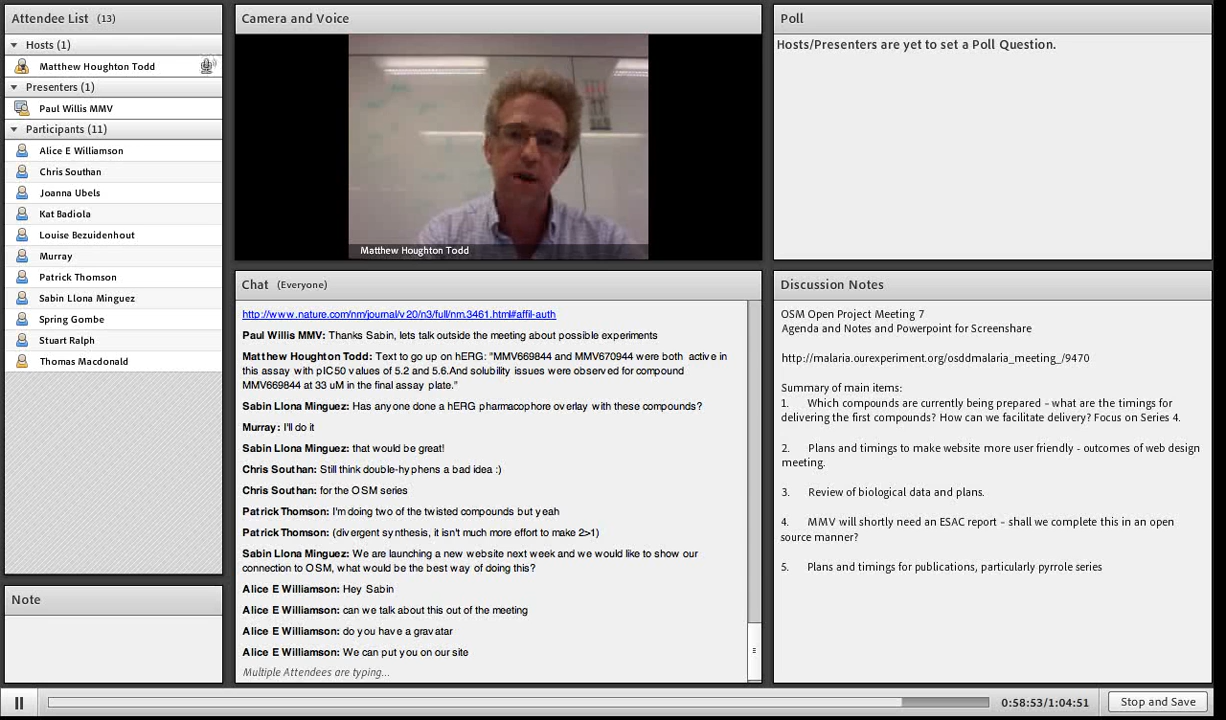 Attendee List (13)
Hosts (1)
Matthew Houghton Todd
Presenters (1)
Paul Willis MMV
Participants (11)
Alice E Williamson
Chris Southan
Joanna Ubels
Kat Badiola
Louise Bezuidenhout
Murray
Patrick Thomson
Sabin Llona Minguez
Spring Gombe
Stuart Ralph
Thomas Macdonald
Note
Camera and Voice
Matthew Houghton Todd
Chat (Everyone)
http://www.nature.com/nm/journal/v20/n3/full/nm.3461.html#affil-auth
Paul Willis MMV: Thanks Sabin, lets talk outside the meeting about possible experiments
Matthew Houghton Todd: Text to go up on hERG: "MMV669844 and MMV670944 were both active in
this assay with pIC50 values of 5.2 and 5.6.And solubility issues were observed for compound
MMV669844 at 33 uM in the final assay plate."
Sabin Llona Minguez: Has anyone done a hERG pharmacophore overlay with these compounds?
Murray: I'll do it
Sabin Llona Minguez: that would be great!
Chris Southan: Still think double-hyphens a bad idea :)
Chris Southan: for the OSM series
Patrick Thomson: I'm doing two of the twisted compounds but yeah
Patrick Thomson: (divergent synthesis, it isn't much more effort to make 2>1)
Sabin Llona Minguez: We are launching a new website next week and we would like to show our
connection to OSM, what would be the best way of doing this?
Alice E Williamson: Hey Sabin
Alice E Williamson: can we talk about this out of the meeting
Alice E Williamson: do you have a gravatar
Alice E Williamson: We can put you on our site
Multiple Attendees are typing...
Poll
Hosts/Presenters are yet to set a Poll Question.
Discussion Notes
OSM Open Project Meeting 7
Agenda and Notes and Powerpoint for Screenshare
http://malaria.ourexperiment.org/osddmalaria_meeting_/9470
Summary of main items:
1. Which compounds are currently being prepared – what are the timings for
delivering the first compounds? How can we facilitate delivery? Focus on Series 4.
2. Plans and timings to make website more user friendly - outcomes of web design
meeting.
3. Review of biological data and plans.
4. MMV will shortly need an ESAC report – shall we complete this in an open
source manner?
5. Plans and timings for publications, particularly pyrrole series
0:58:53/1:04:51
Stop and Save